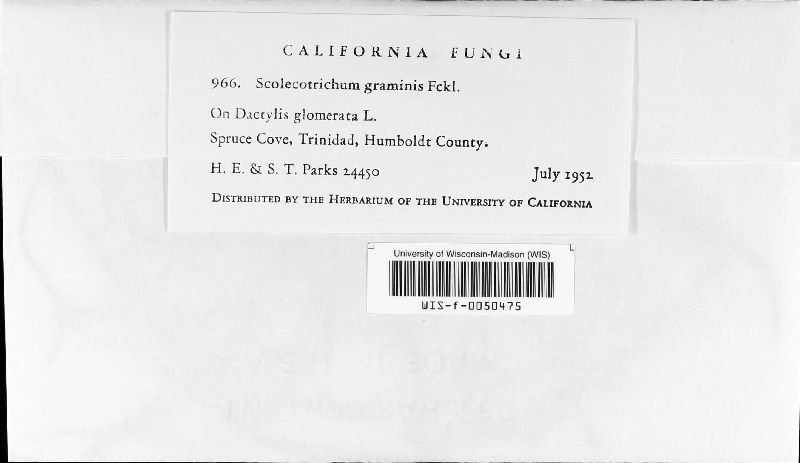 CALIFORNIA FUNGI
966. Scolecotrichum graminis Fckl.
On Dactylis glomerata L.
Spruce Cove, Trinidad, Humboldt County.
H. E. & S. T. Parks 24450 July 1952
Distributed by the Herbarium of the University of California
University of Wisconsin-Madison (WIS)
WIS-f-0050475